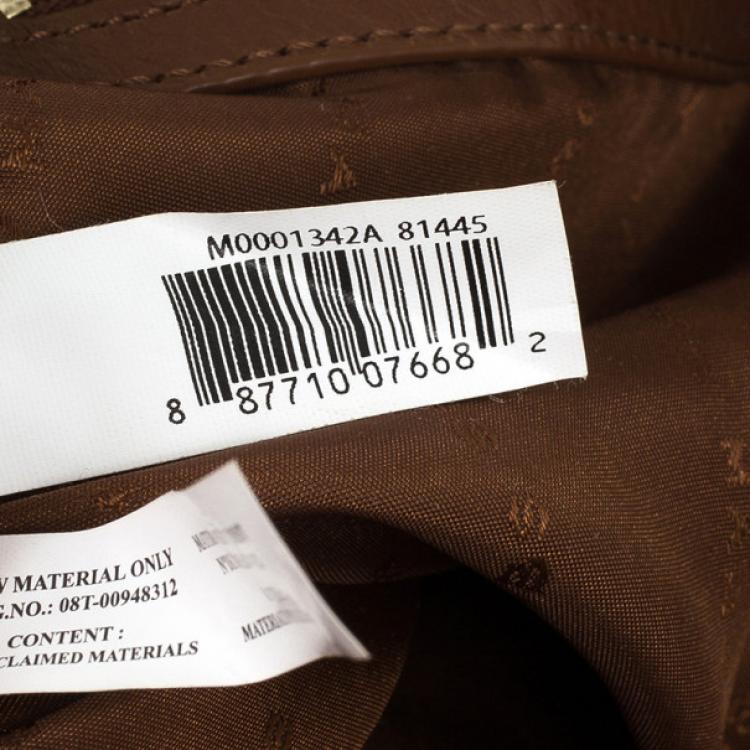 M0001342A 81445
8 87710 07668 2
MATERIAL ONLY
NO.: 08T-00948312
CONTENT :
CLAIMED MATERIALS